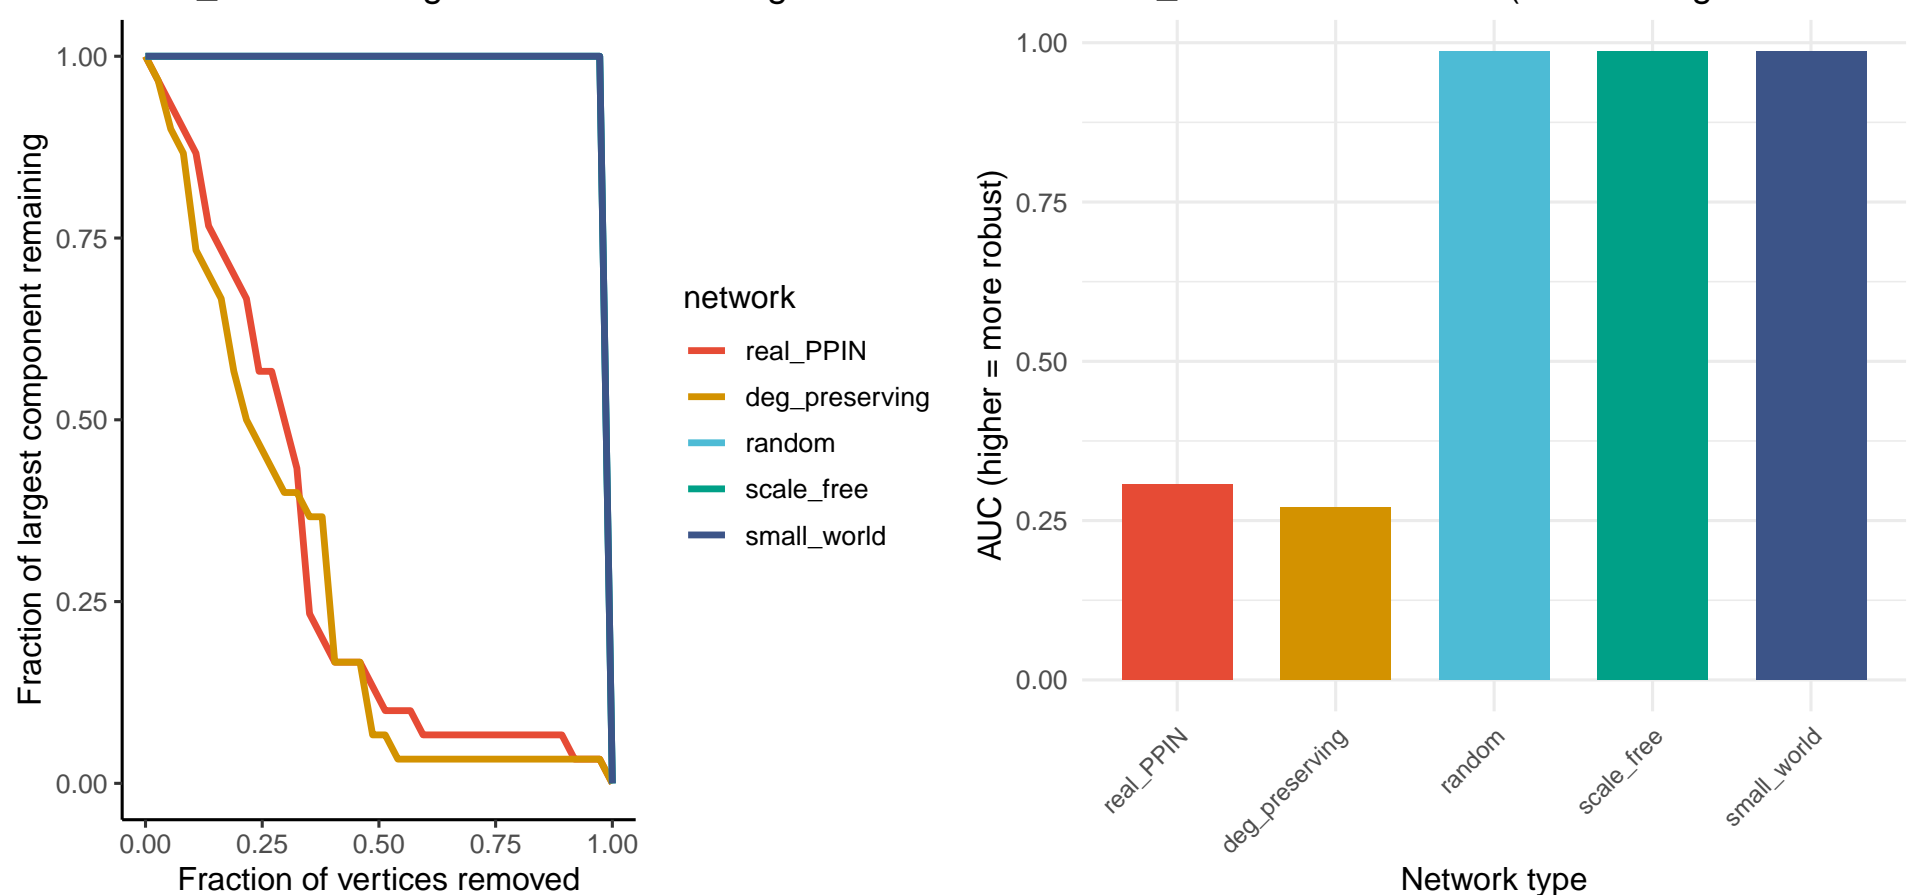 Fraction of largest component remaining
1.00
0.75
0.50
0.25
0.00
0.00 0.25 0.50 0.75 1.00
Fraction of vertices removed
network
real_PPIN
deg_preserving
random
scale_free
small_world
AUC (higher = more robust)
1.00
0.75
0.50
0.25
0.00
real_PPIN
deg_preserving
random
scale_free
small_world
Network type